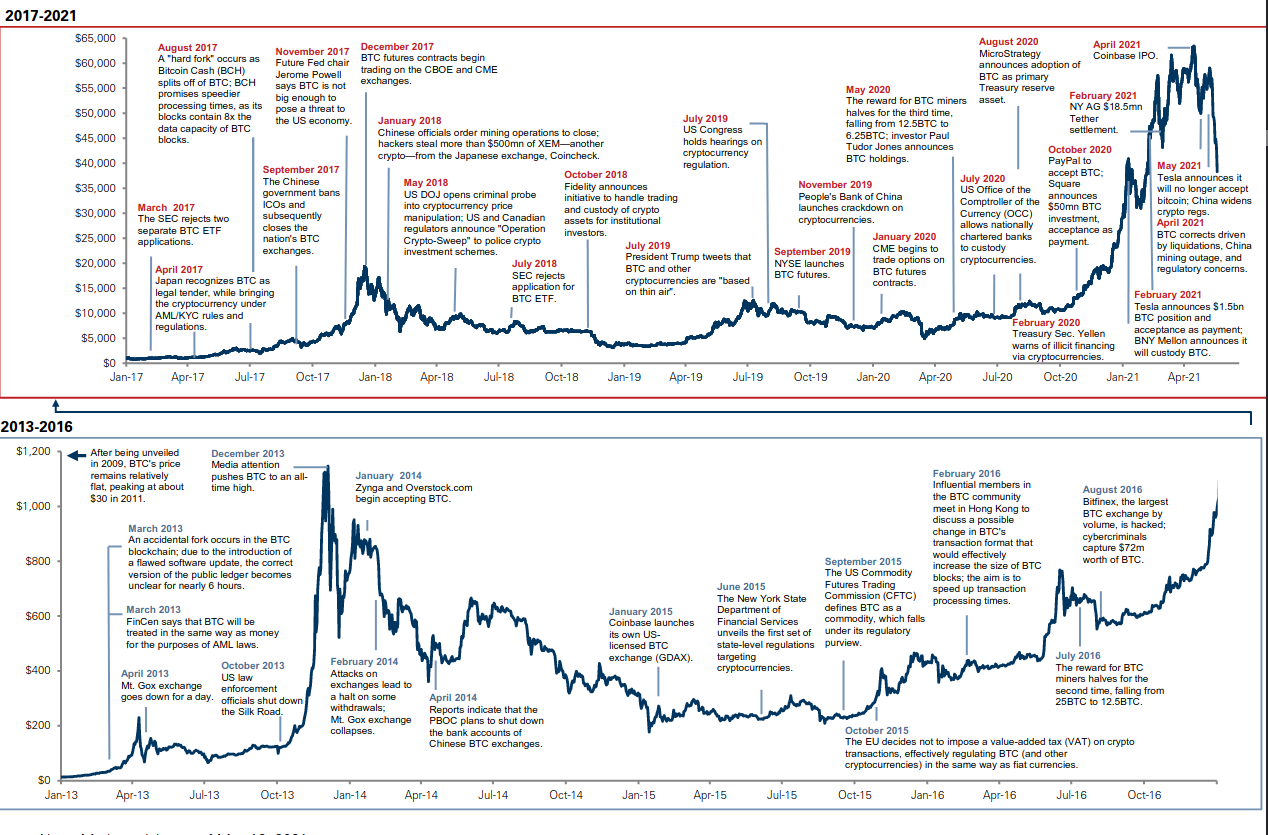 2017-2021
$65,000
$60,000
$55,000
$50,000
$45,000
$40,000
$35,000
$30,000
$25,000
$20,000
$15,000
$10,000
$5,000
$0
August 2017
A "hard fork" occurs as
Bitcoin Cash (BCH)
splits off of BTC; BCH
promises speedier
processing times, as its
blocks contain 8x the
data capacity of BTC
blocks.
November 2017
Future Fed chair
Jerome Powell
says BTC is not
big enough to
pose a threat to
the US economy.
December 2017
BTC futures contracts begin
trading on the CBOE and CME
exchanges.
January 2018
Chinese officials order mining operations to close;
hackers steal more than $500mn of XEM—another
crypto—from the Japanese exchange, Coincheck.
September 2017
The Chinese
government bans
ICOs and
subsequently
closes the
nation's BTC
exchanges.
May 2018
US DOJ opens criminal probe
into cryptocurrency price
manipulation; US and Canadian
regulators announce "Operation
Crypto-Sweep" to police crypto
investment schemes.
March 2017
The SEC rejects two
separate BTC ETF
applications.
April 2017
Japan recognizes BTC as
legal tender, while bringing
the cryptocurrency under
AML/KYC rules and
regulations.
July 2018
SEC rejects
application for
BTC ETF.
October 2018
Fidelity announces
initiative to handle trading
and custody of crypto
assets for institutional
investors.
July 2019
US Congress
holds hearings on
cryptocurrency
regulation.
July 2019
President Trump tweets that
BTC and other
cryptocurrencies are "based
on thin air".
September 2019
NYSE launches
BTC futures.
November 2019
People's Bank of China
launches crackdown on
cryptocurrencies.
January 2020
CME begins to
trade options on
BTC futures
contracts.
May 2020
The reward for BTC miners
halves for the third time,
falling from 12.5BTC to
6.25BTC; investor Paul
Tudor Jones announces
BTC holdings.
August 2020
MicroStrategy
announces adoption of
BTC as primary
Treasury reserve
asset.
July 2020
US Office of the
Comptroller of the
Currency (OCC)
allows nationally
chartered banks
to custody
cryptocurrencies.
February 2020
Treasury Sec. Yellen
warns of illicit financing
via cryptocurrencies.
October 2020
PayPal to
accept BTC;
Square
announces
$50mn BTC
investment,
acceptance as
payment.
April 2021
Coinbase IPO.
February 2021
NY AG $18.5mn
Tether
settlement.
May 2021
Tesla announces it
will no longer accept
bitcoin; China widens
crypto regs.
April 2021
BTC corrects driven
by liquidations, China
mining outage, and
regulatory concerns.
February 2021
Tesla announces $1.5bn
BTC position and
acceptance as payment;
BNY Mellon announces it
will custody BTC.
Jan-17 Apr-17 Jul-17 Oct-17 Jan-18 Apr-18 Jul-18 Oct-18 Jan-19 Apr-19 Jul-19 Oct-19 Jan-20 Apr-20 Jul-20 Oct-20 Jan-21 Apr-21
2013-2016
$1,200
$1,000
$800
$600
$400
$200
$0
After being unveiled
in 2009, BTC's price
remains relatively
flat, peaking at about
$30 in 2011.
December 2013
Media attention
pushes BTC to an all-
time high.
January 2014
Zynga and Overstock.com
begin accepting BTC.
March 2013
An accidental fork occurs in the BTC
blockchain; due to the introduction of
a flawed software update, the correct
version of the public ledger becomes
unclear for nearly 6 hours.
March 2013
FinCen says that BTC will be
treated in the same way as money
for the purposes of AML laws.
April 2013
Mt. Gox exchange
goes down for a day.
October 2013
US law
enforcement
officials shut down
the Silk Road.
February 2014
Attacks on
exchanges lead to
a halt on some
withdrawals;
Mt. Gox exchange
collapses.
April 2014
Reports indicate that the
PBOC plans to shut down
the bank accounts of
Chinese BTC exchanges.
January 2015
Coinbase launches
its own US-
licensed BTC
exchange (GDAX).
June 2015
The New York State
Department of
Financial Services
unveils the first set of
state-level regulations
targeting
cryptocurrencies.
September 2015
The US Commodity
Futures Trading
Commission (CFTC)
defines BTC as a
commodity, which falls
under its regulatory
purview.
October 2015
The EU decides not to impose a value-added tax (VAT) on crypto
transactions, effectively regulating BTC (and other
cryptocurrencies) in the same way as fiat currencies.
February 2016
Influential members in
the BTC community
meet in Hong Kong to
discuss a possible
change in BTC's
transaction format that
would effectively
increase the size of BTC
blocks; the aim is to
speed up transaction
processing times.
August 2016
Bitfinex, the largest
BTC exchange by
volume, is hacked;
cybercriminals
capture $72m
worth of BTC.
July 2016
The reward for BTC
miners halves for the
second time, falling from
25BTC to 12.5BTC.
Jan-13 Apr-13 Jul-13 Oct-13 Jan-14 Apr-14 Jul-14 Oct-14 Jan-15 Apr-15 Jul-15 Oct-15 Jan-16 Apr-16 Jul-16 Oct-16